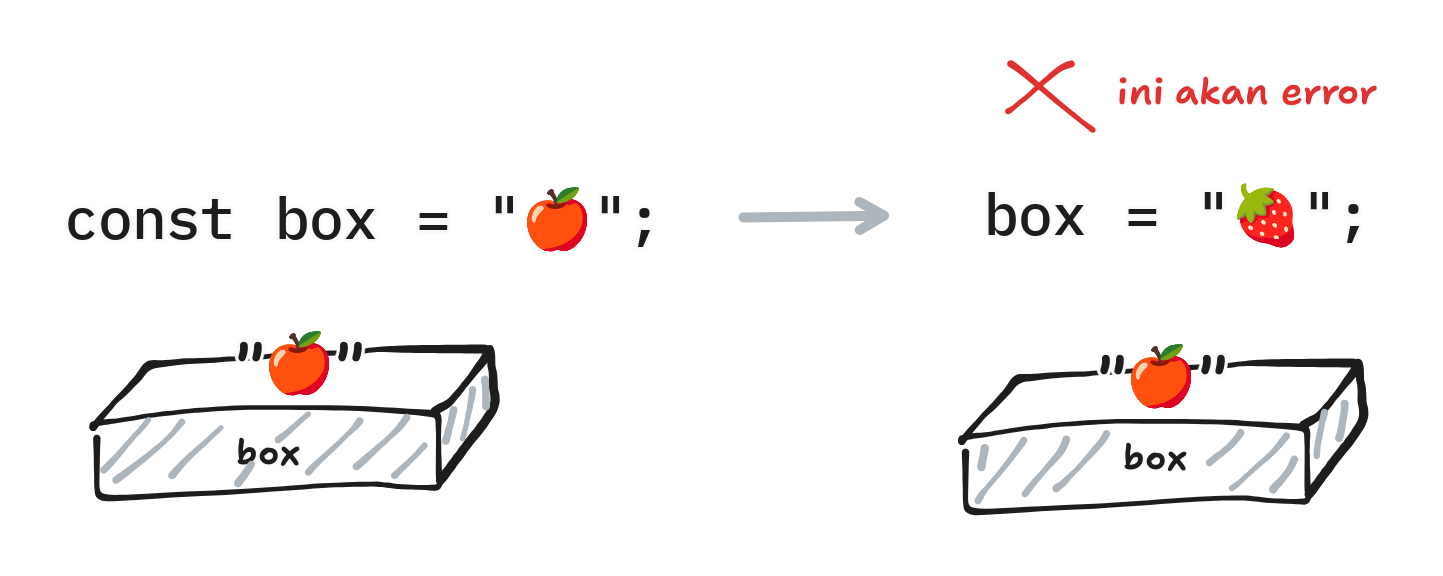 ini akan error
const box = "🍎";
box = "🍓";
"🍎"
"🍎"
box
box